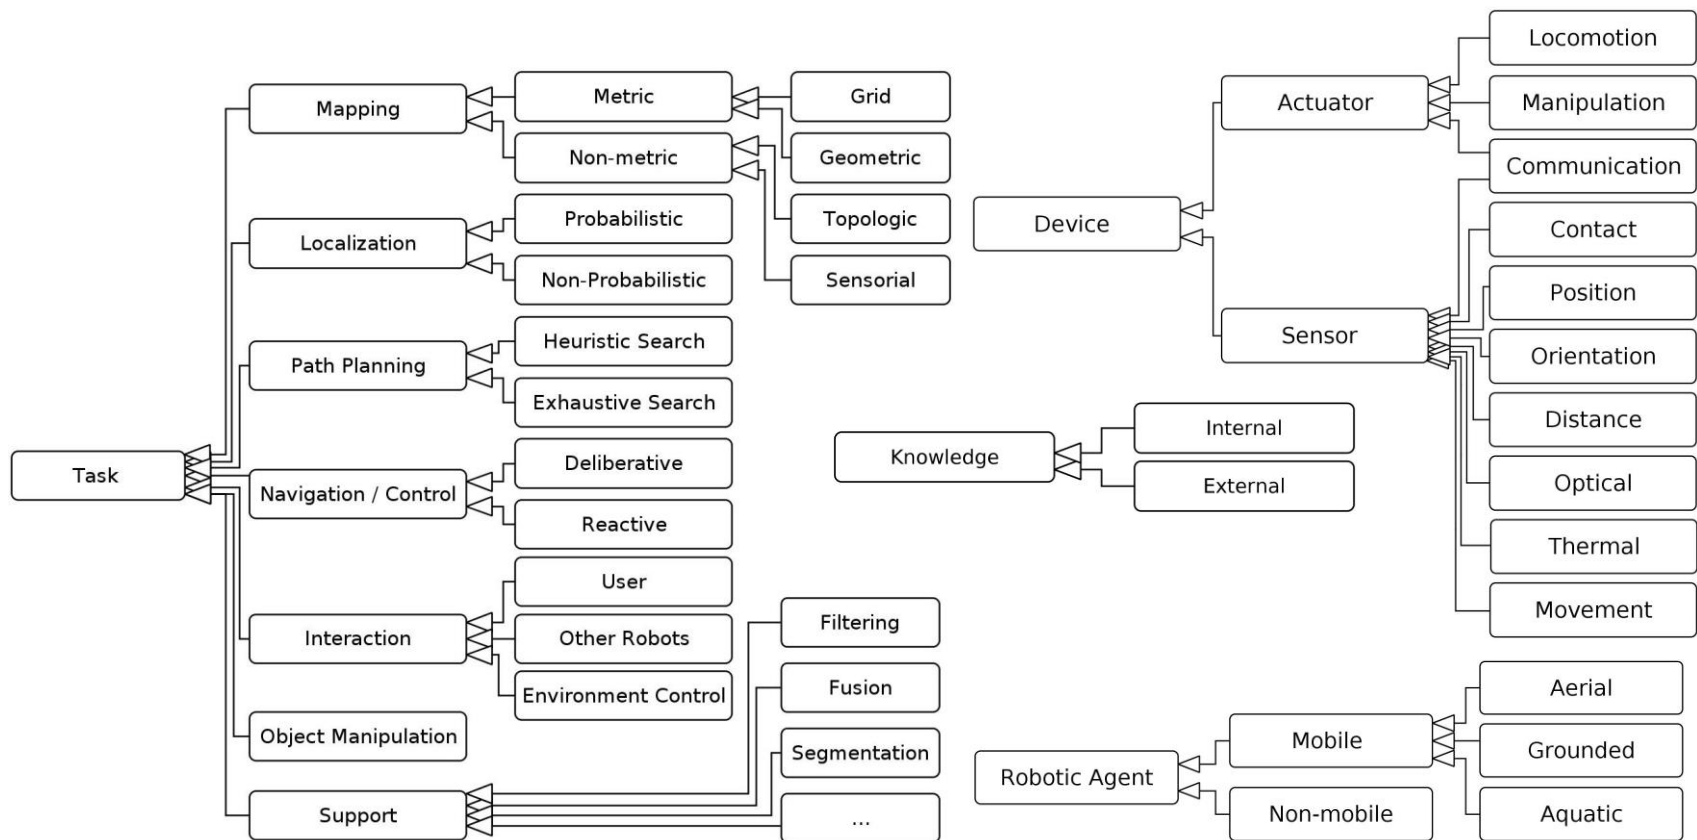 Task
Mapping
Metric
Grid
Geometric
Non-metric
Topologic
Sensorial
Localization
Probabilistic
Non-Probabilistic
Path Planning
Heuristic Search
Exhaustive Search
Navigation / Control
Deliberative
Reactive
Interaction
User
Other Robots
Environment Control
Object Manipulation
Support
Filtering
Fusion
Segmentation
...
Device
Actuator
Locomotion
Manipulation
Communication
Sensor
Contact
Position
Orientation
Distance
Optical
Thermal
Movement
Knowledge
Internal
External
Robotic Agent
Mobile
Aerial
Grounded
Aquatic
Non-mobile